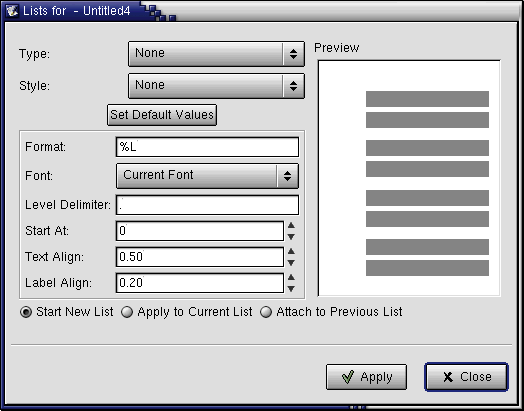 Lists for  - Untitled4
Type: None
Preview
Style: None
Set Default Values
Format: %L
Font: Current Font
Level Delimiter: .
Start At: 0
Text Align: 0.50
Label Align: 0.20
Start New List Apply to Current List Attach to Previous List
Apply Close